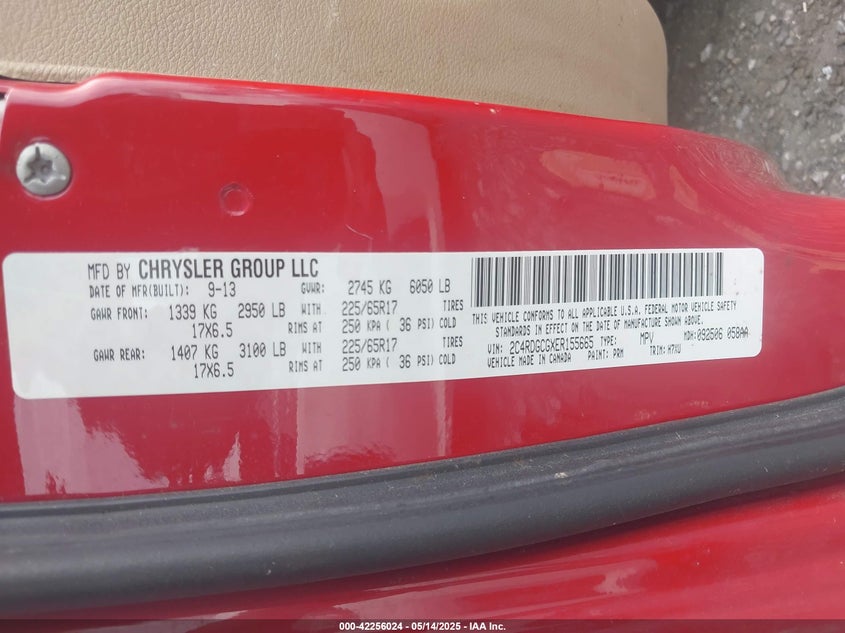 MFD BY CHRYSLER GROUP LLC
DATE OF MFR(BUILT): 9-13 GVWR: 2745 KG 6050 LB
GAWR FRONT: 1339 KG 2950 LB WITH 225/65R17 TIRES
17X6.5 RIMS AT 250 KPA ( 36 PSI) COLD
GAWR REAR: 1407 KG 3100 LB WITH 225/65R17 TIRES
17X6.5 RIMS AT 250 KPA ( 36 PSI) COLD
THIS VEHICLE CONFORMS TO ALL APPLICABLE U.S.A. FEDERAL MOTOR VEHICLE SAFETY
STANDARDS IN EFFECT ON THE DATE OF MANUFACTURE SHOWN ABOVE.
VIN: 2C4RDGCGXER155665 TYPE: MPV MDH: 092606 058AA
VEHICLE MADE IN CANADA PAINT: PRM TRIM: H7XU
000-42256024 — 05/14/2025 — IAA Inc.